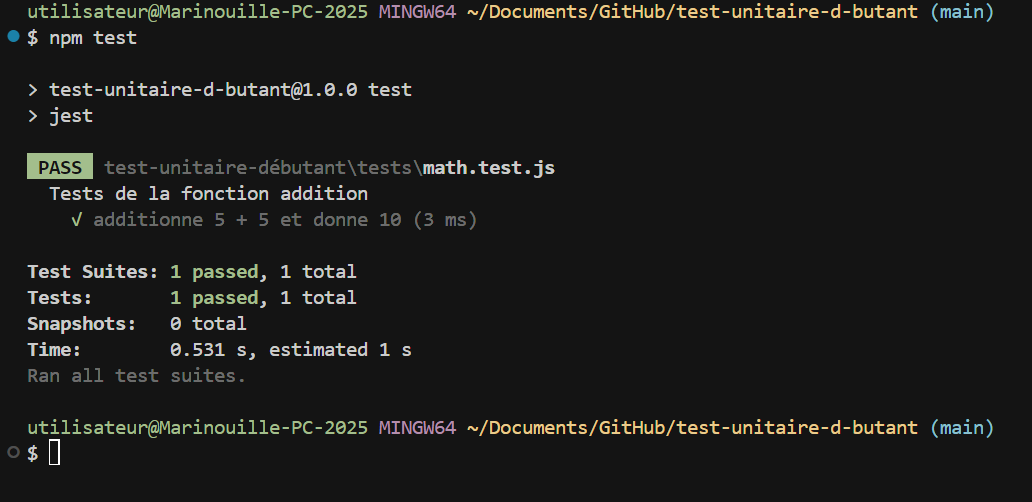 utilisateur@Marinouille-PC-2025 MINGW64 ~/Documents/GitHub/test-unitaire-d-butant (main)
$ npm test
> test-unitaire-d-butant@1.0.0 test
> jest
PASS test-unitaire-débutant\tests\math.test.js
Tests de la fonction addition
√ additionne 5 + 5 et donne 10 (3 ms)
Test Suites: 1 passed, 1 total
Tests: 1 passed, 1 total
Snapshots: 0 total
Time: 0.531 s, estimated 1 s
Ran all test suites.
utilisateur@Marinouille-PC-2025 MINGW64 ~/Documents/GitHub/test-unitaire-d-butant (main)
$